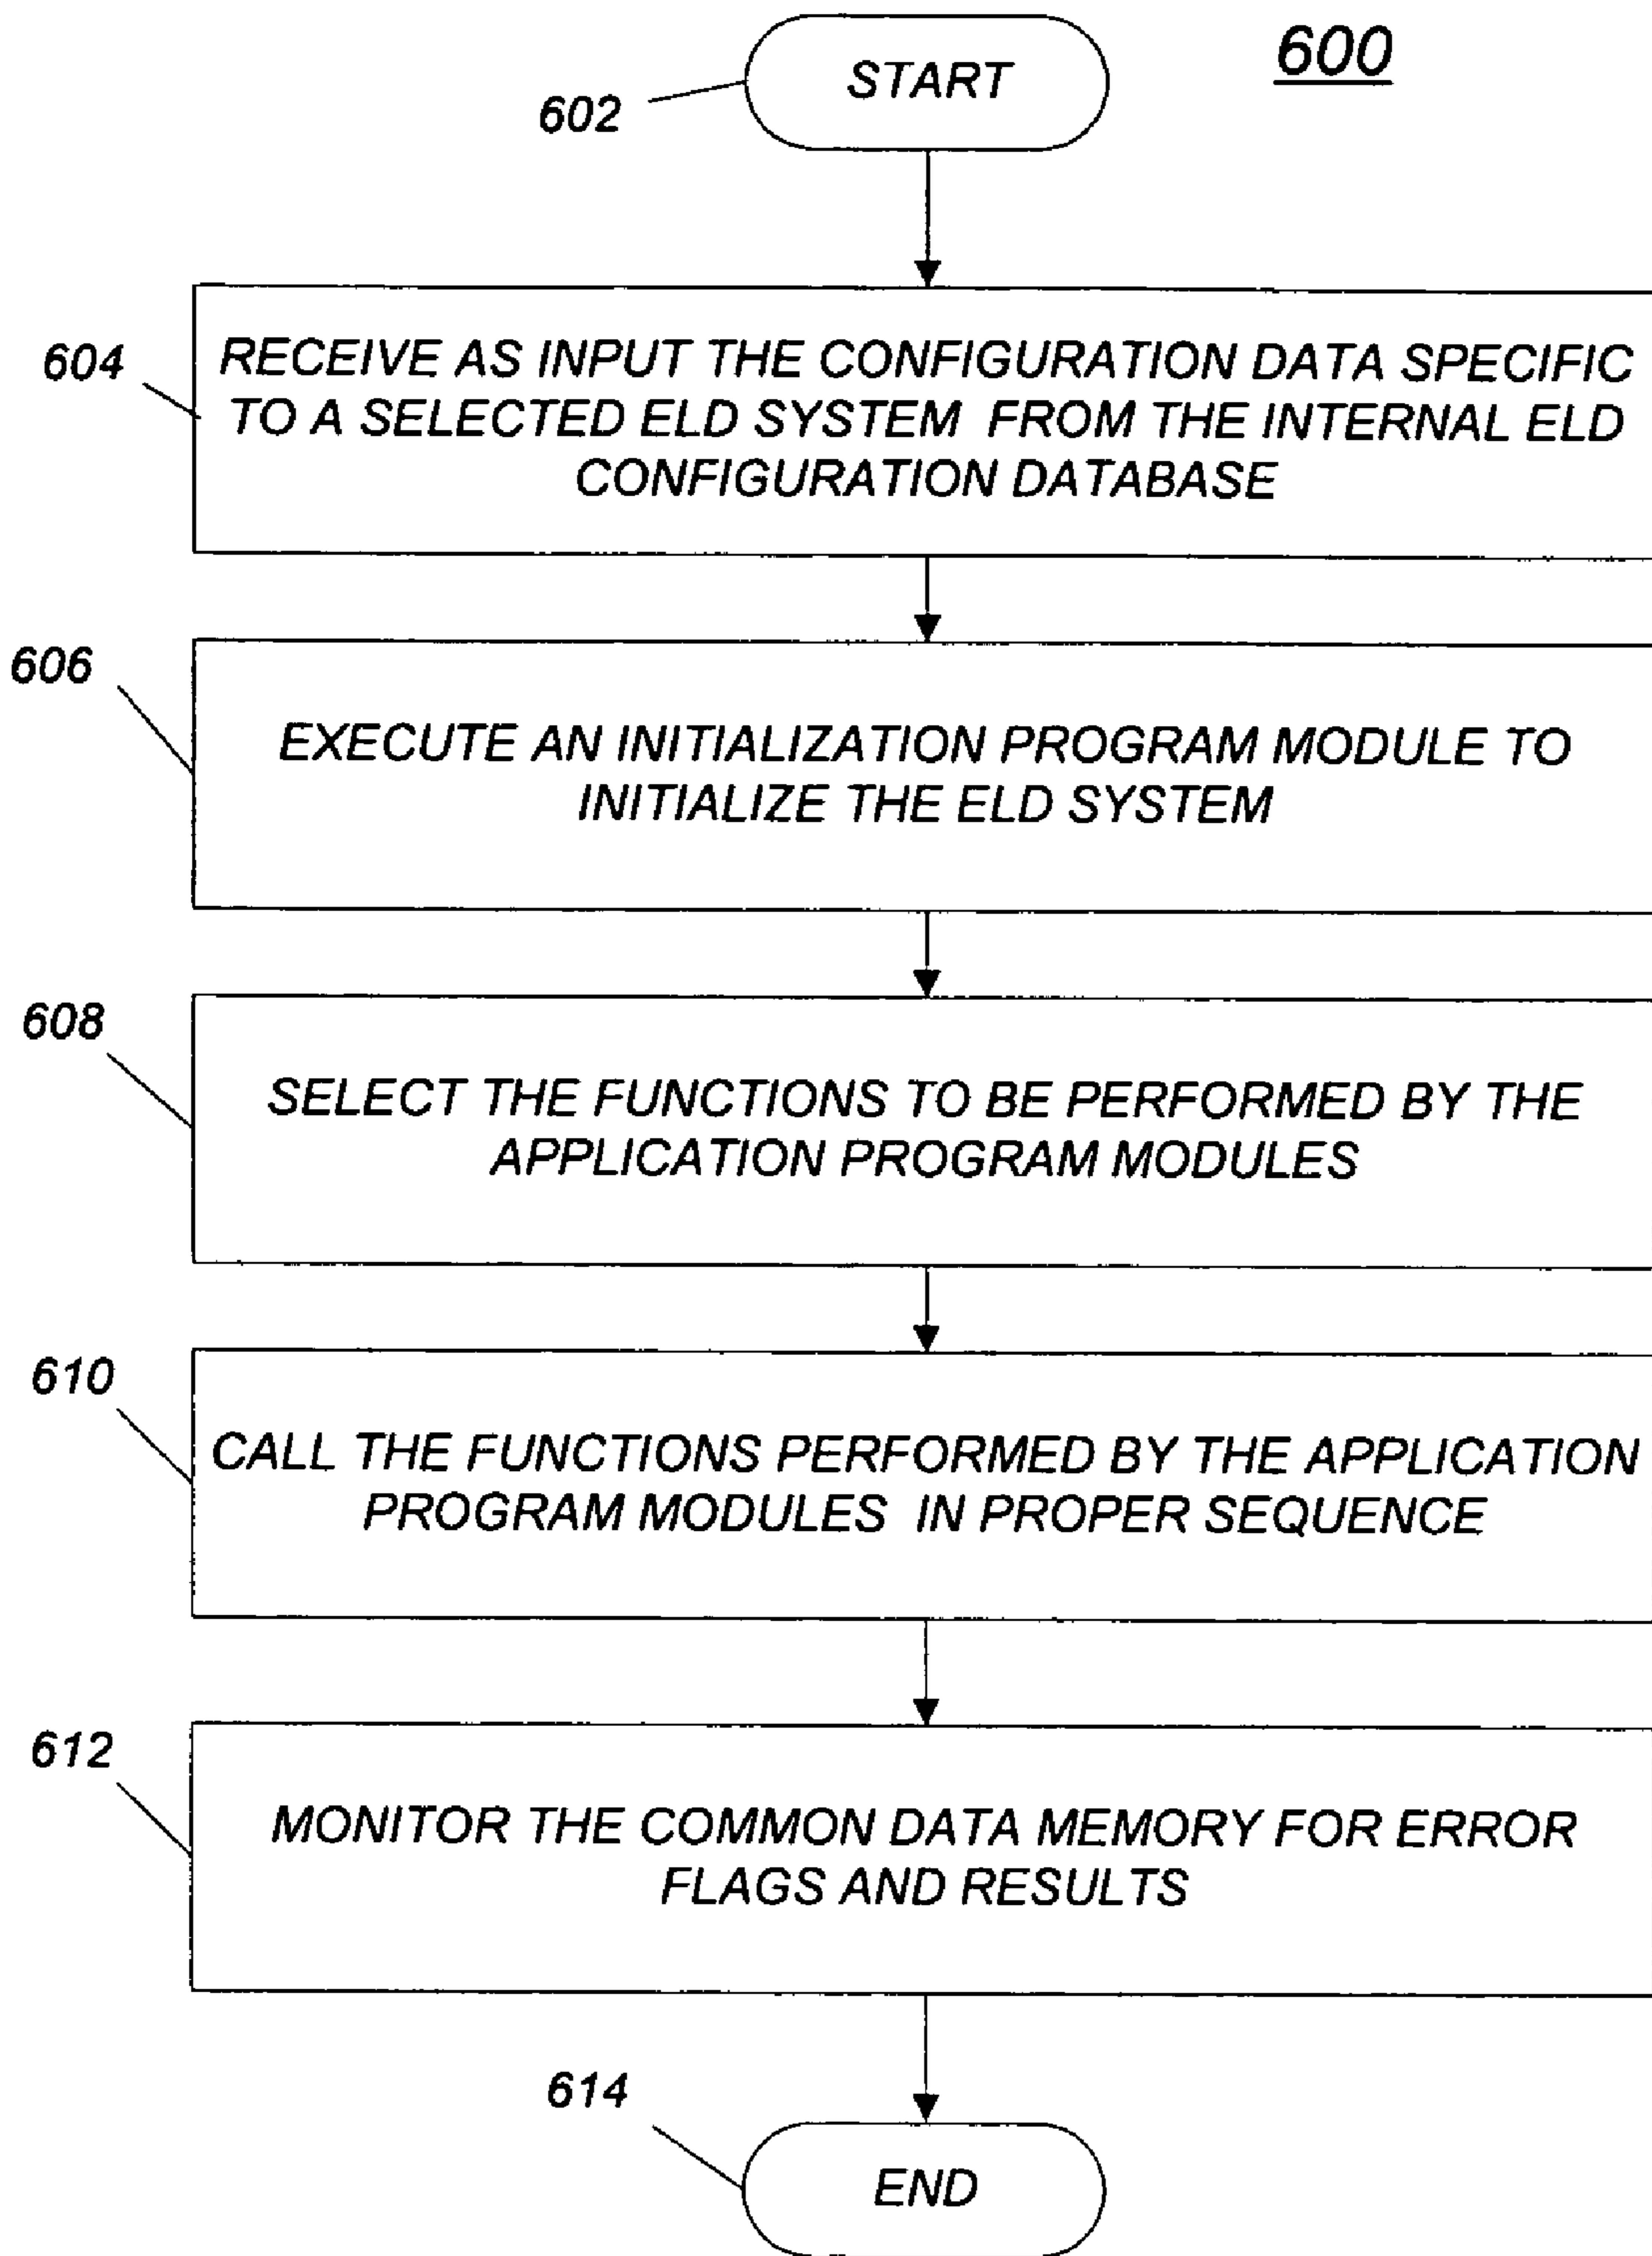 600
START
602
604
RECEIVE AS INPUT THE CONFIGURATION DATA SPECIFIC
TO A SELECTED ELD SYSTEM FROM THE INTERNAL ELD
CONFIGURATION DATABASE
606
EXECUTE AN INITIALIZATION PROGRAM MODULE TO
INITIALIZE THE ELD SYSTEM
608
SELECT THE FUNCTIONS TO BE PERFORMED BY THE
APPLICATION PROGRAM MODULES
610
CALL THE FUNCTIONS PERFORMED BY THE APPLICATION
PROGRAM MODULES IN PROPER SEQUENCE
612
MONITOR THE COMMON DATA MEMORY FOR ERROR
FLAGS AND RESULTS
614
END